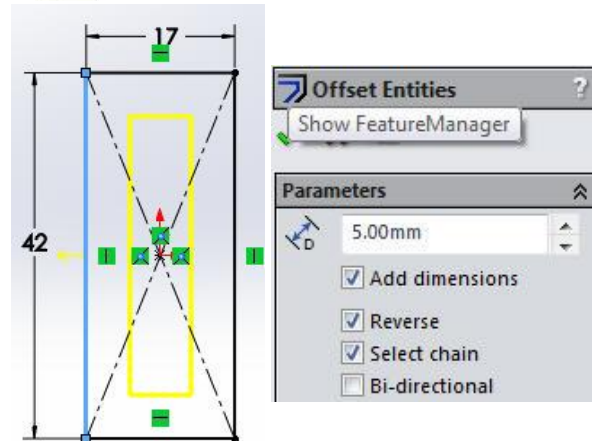 17
42
Offset Entities ?
Show FeatureManager
Parameters
D 5.00mm
Add dimensions
Reverse
Select chain
Bi-directional